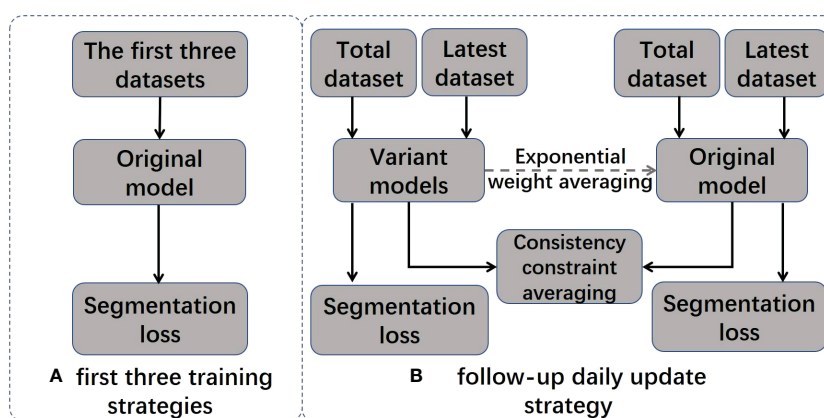 The first three
datasets
Original
model
Segmentation
loss
A first three training
strategies
Total
dataset
Latest
dataset
Total
dataset
Latest
dataset
Variant
models
Exponential
weight averaging
Original
model
Consistency
constraint
averaging
Segmentation
loss
Segmentation
loss
B follow-up daily update
strategy